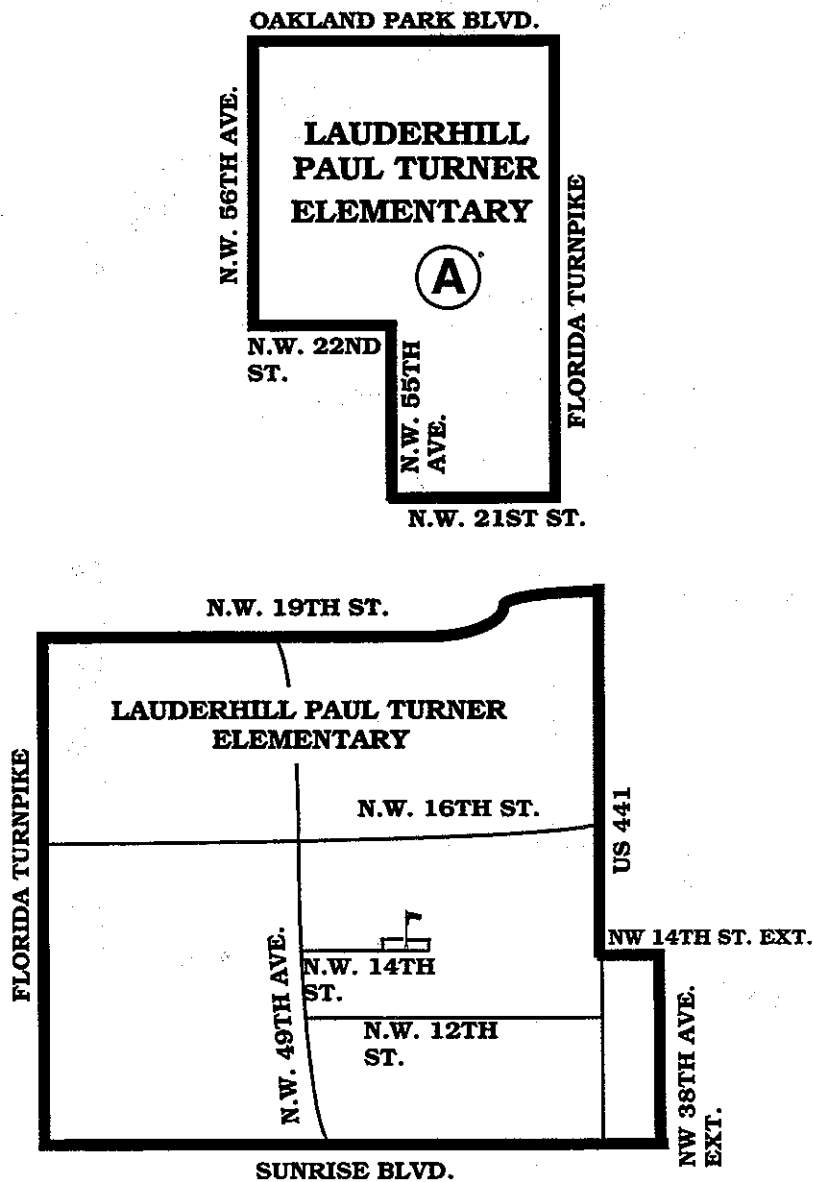 OAKLAND PARK BLVD.
N.W. 56TH AVE.
LAUDERHILL
PAUL TURNER
ELEMENTARY
A
FLORIDA TURNPIKE
N.W. 22ND
ST.
N.W. 55TH
AVE.
N.W. 21ST ST.
N.W. 19TH ST.
LAUDERHILL PAUL TURNER
ELEMENTARY
FLORIDA TURNPIKE
N.W. 16TH ST.
US 441
NW 14TH ST. EXT.
N.W. 14TH
ST.
N.W. 49TH AVE.
N.W. 12TH
ST.
NW 38TH AVE.
EXT.
SUNRISE BLVD.